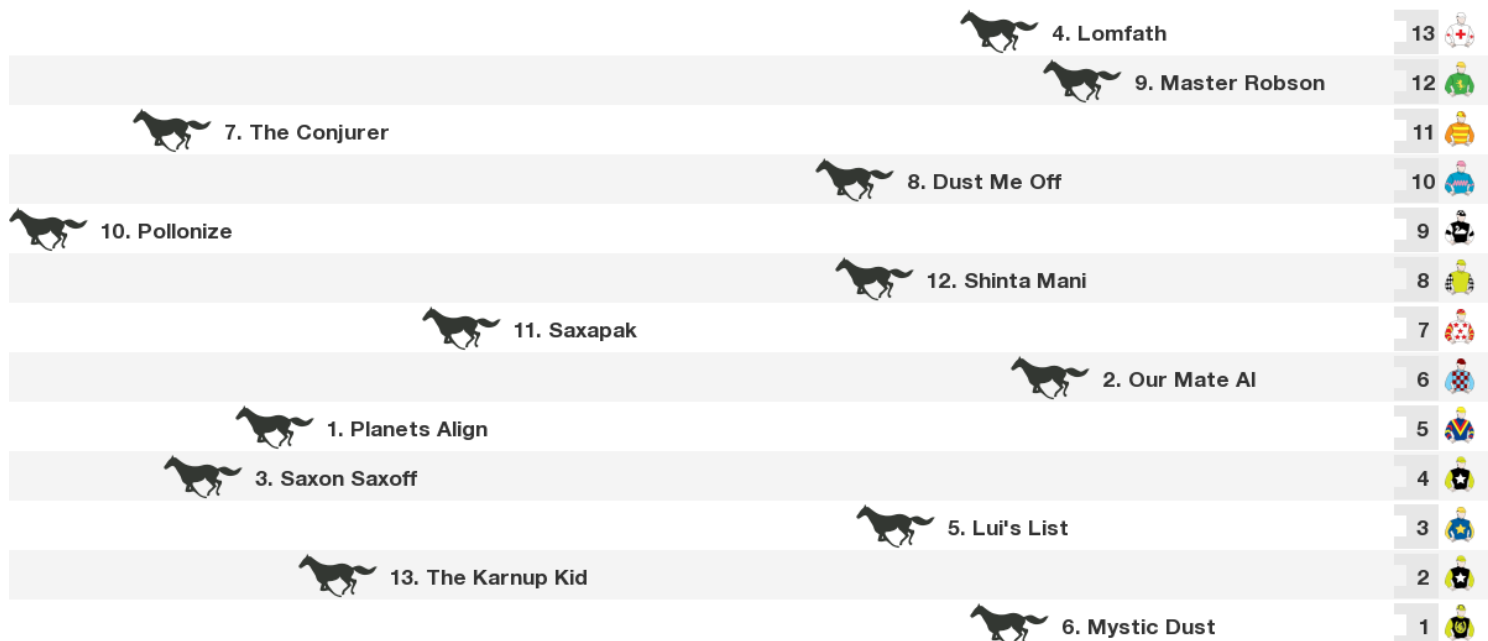 4. Lomfath 13
9. Master Robson 12
7. The Conjurer 11
8. Dust Me Off 10
10. Pollonize 9
12. Shinta Mani 8
11. Saxapak 7
2. Our Mate Al 6
1. Planets Align 5
3. Saxon Saxoff 4
5. Lui's List 3
13. The Karnup Kid 2
6. Mystic Dust 1